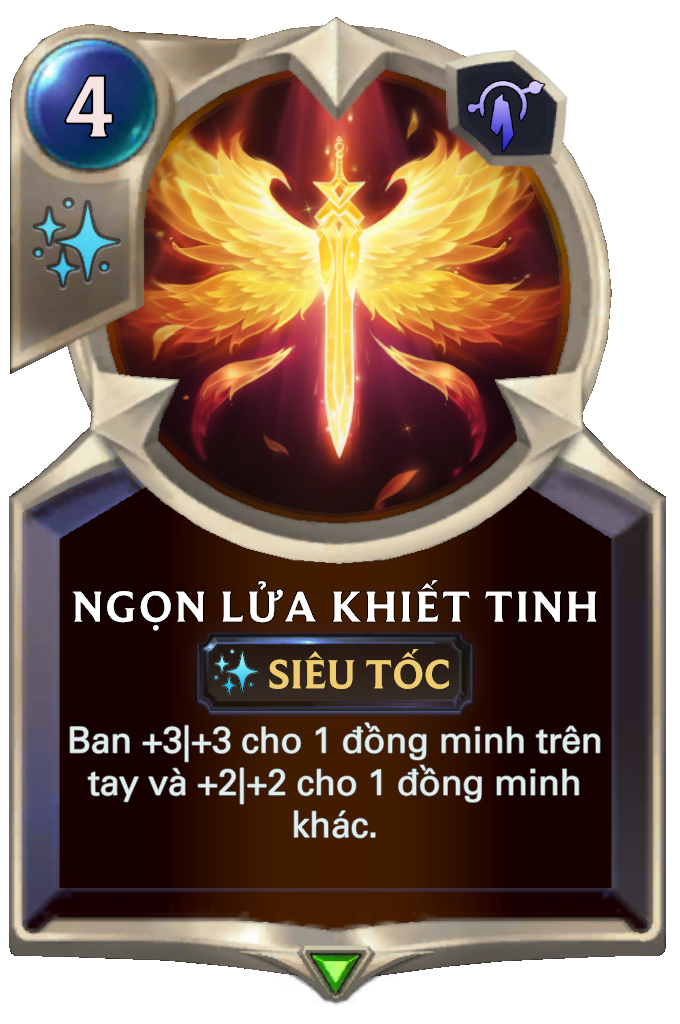 4
NGỌN LỬA KHIẾT TINH
SIÊU TỐC
Ban +3|+3 cho 1 đồng minh trên
tay và +2|+2 cho 1 đồng minh
khác.